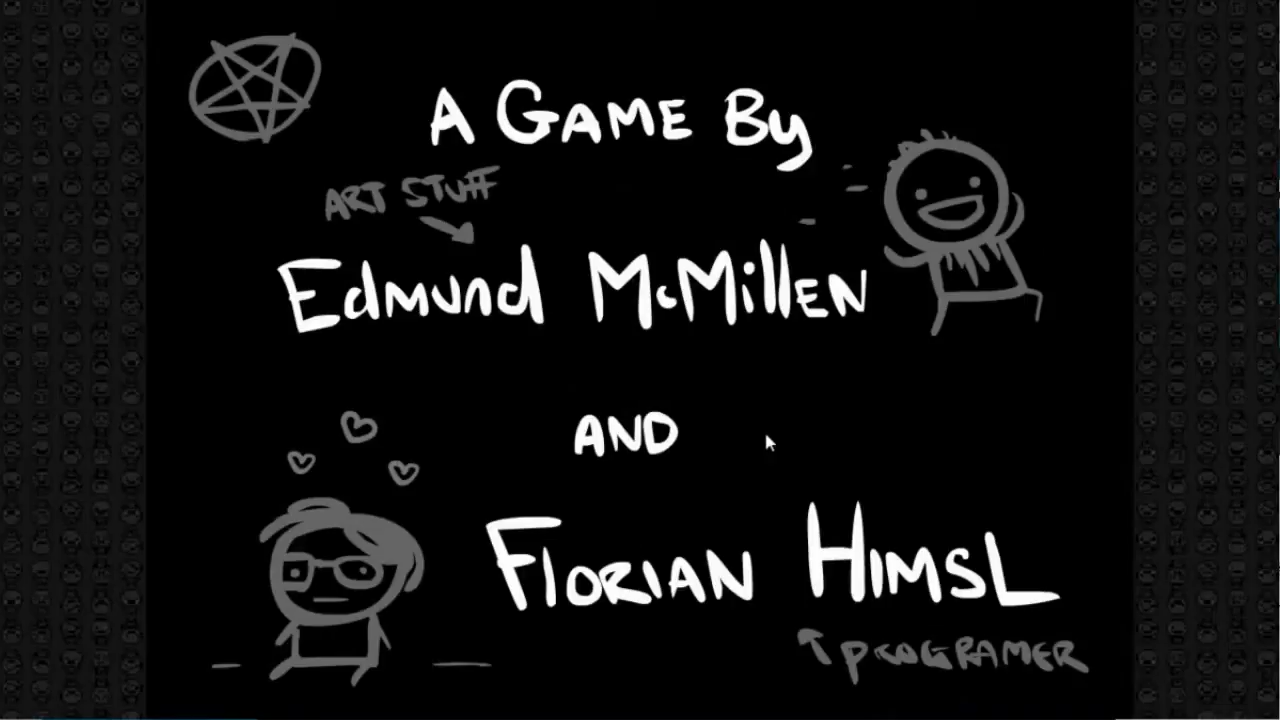 A GAME By
ART STUFF
Edmund McMillEN
AND
FlORIAN HIMSL
PROGRAMER